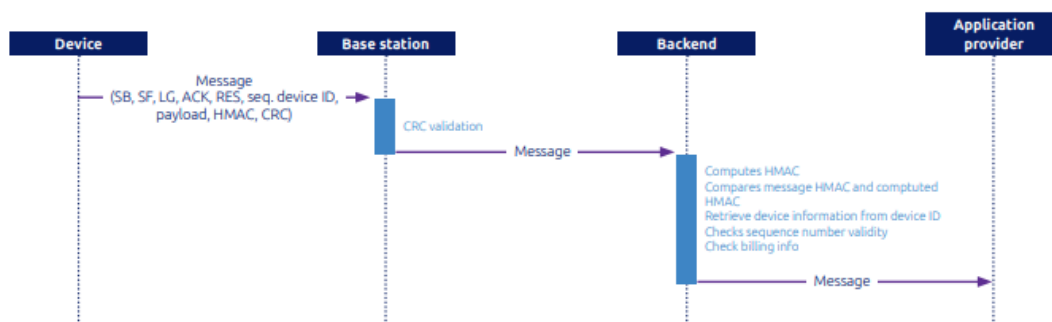 Device
Base station
Backend
Application
provider
Message
(SB, SF, LG, ACK, RES, seq. device ID,
payload, HMAC, CRC)
CRC validation
Message
Computes HMAC
Compares message HMAC and comptuted
HMAC
Retrieve device information from device ID
Checks sequence number validity
Check billing info
Message